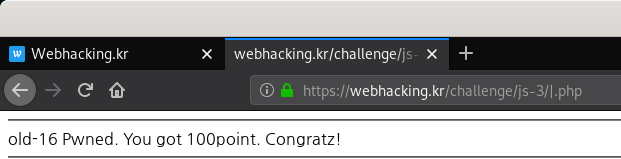 Webhacking.kr
webhacking.kr/challenge/js-
https://webhacking.kr/challenge/js-3/|.php
old-16 Pwned. You got 100point. Congratz!